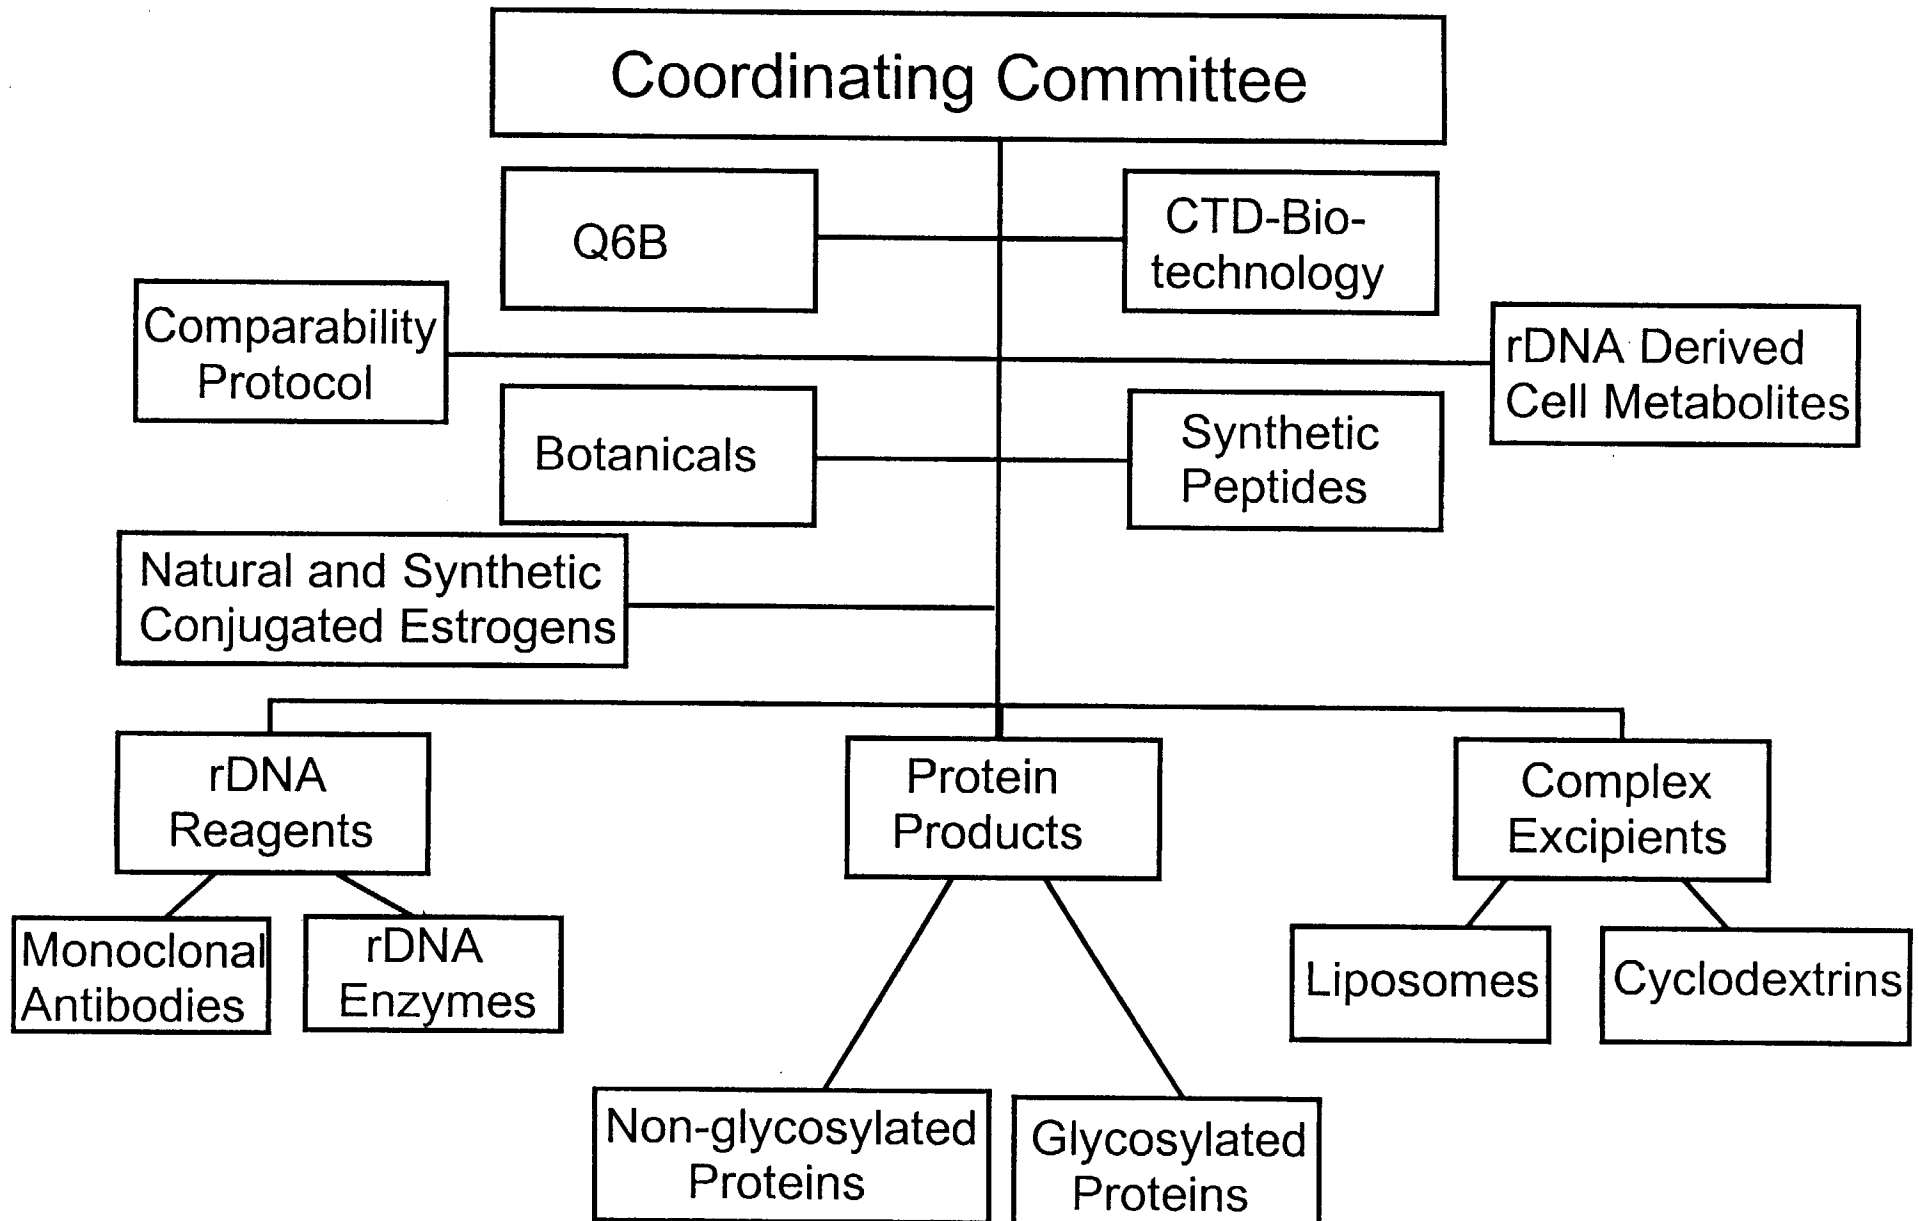 Coordinating Committee
Q6B
CTD-Bio-
technology
Comparability
Protocol
rDNA Derived
Cell Metabolites
Botanicals
Synthetic
Peptides
Natural and Synthetic
Conjugated Estrogens
rDNA
Reagents
Protein
Products
Complex
Excipients
Monoclonal
Antibodies
rDNA
Enzymes
Liposomes
Cyclodextrins
Non-glycosylated
Proteins
Glycosylated
Proteins